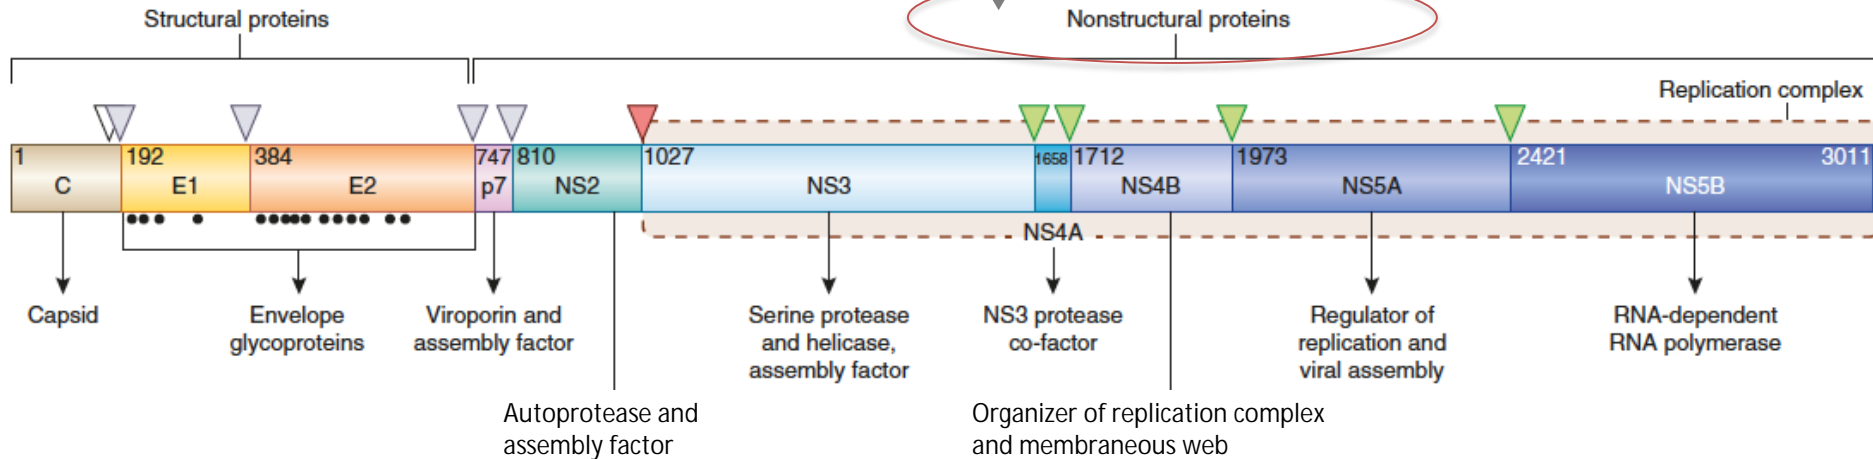 Structural proteins
Nonstructural proteins
Replication complex
1 192 384 747 810 1027 1658 1712 1973 2421 3011
C E1 E2 p7 NS2 NS3 NS4B NS5A NS5B
NS4A
Capsid
Envelope
glycoproteins
Viroporin and
assembly factor
Serine protease
and helicase,
assembly factor
NS3 protease
co-factor
Regulator of
replication and
viral assembly
RNA-dependent
RNA polymerase
Autoprotease and
assembly factor
Organizer of replication complex
and membraneous web